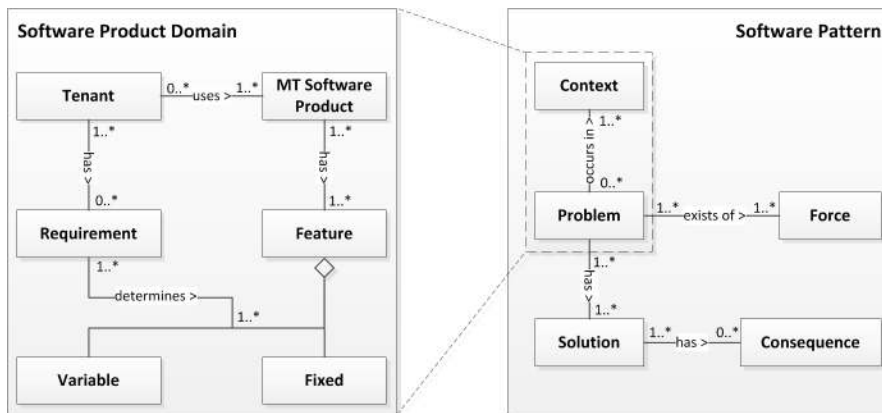 Software Product Domain
Software Pattern
Tenant
0..*
uses >
1..*
MT Software
Product
1..*
has >
0..*
1..*
has >
1..*
Requirement
Feature
1..*
determines >
1..*
Variable
Fixed
Context
1..*
occurs in >
0..*
Problem
1..*
exists of >
1..*
Force
1..*
has >
1..*
Solution
1..*
has >
0..*
Consequence